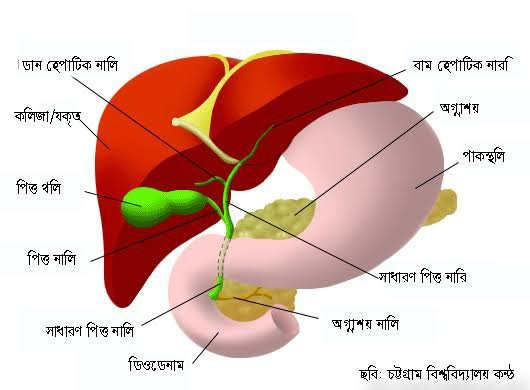 ডান হেপাটিক নালি
বাম হেপাটিক নারি
কলিজা/যকৃত
অগ্ন্যাশয়
পাকস্থলি
পিত্ত থলি
পিত্ত নালি
সাধারণ পিত্ত নারি
সাধারণ পিত্ত নালি
অগ্ন্যাশয় নালি
ডিওডেনাম
ছবি: চট্টগ্রাম বিশ্ববিদ্যালয় কন্ঠ